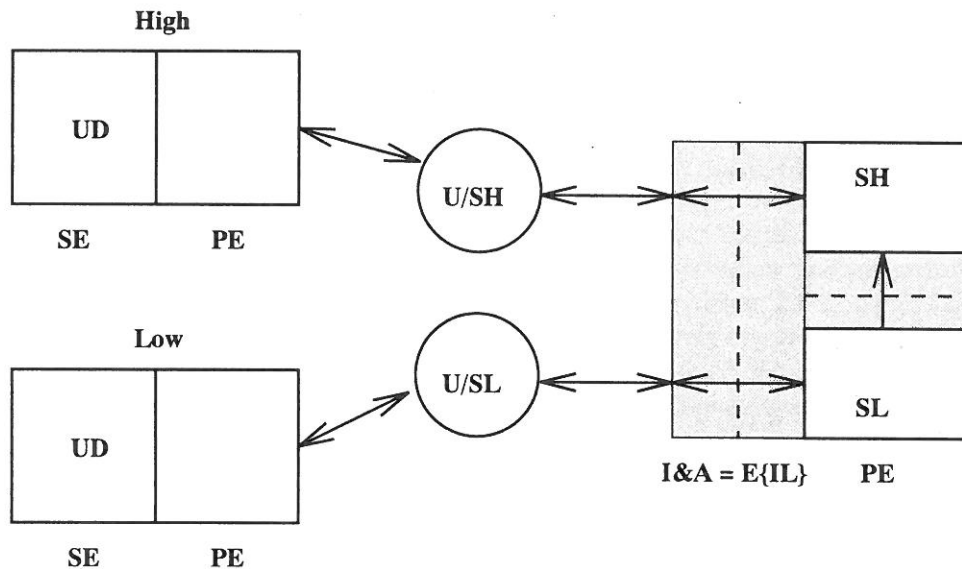 High
UD
SE PE
U/SH
SH
Low
UD
SE PE
U/SL
SL
I&A = E{IL} PE